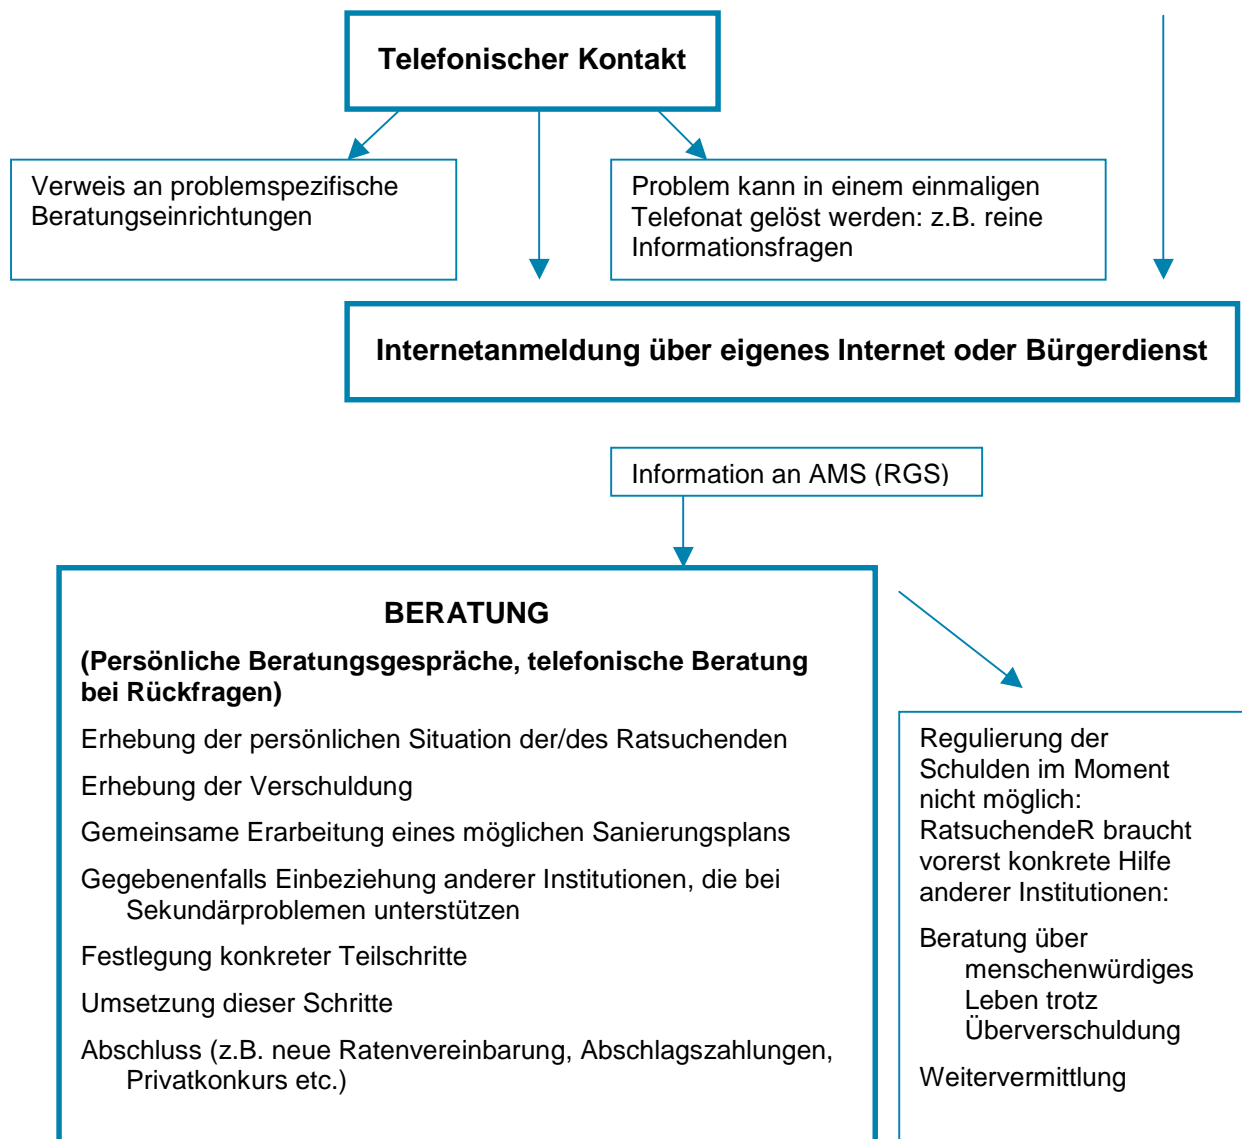 Telefonischer Kontakt
Verweis an problemspezifische
Beratungseinrichtungen
Problem kann in einem einmaligen
Telefonat gelöst werden: z.B. reine
Informationsfragen
Internetanmeldung über eigenes Internet oder Bürgerdienst
Information an AMS (RGS)
BERATUNG
(Persönliche Beratungsgespräche, telefonische Beratung
bei Rückfragen)
Erhebung der persönlichen Situation der/des Ratsuchenden
Erhebung der Verschuldung
Gemeinsame Erarbeitung eines möglichen Sanierungsplans
Gegebenenfalls Einbeziehung anderer Institutionen, die bei
Sekundärproblemen unterstützen
Festlegung konkreter Teilschritte
Umsetzung dieser Schritte
Abschluss (z.B. neue Ratenvereinbarung, Abschlagszahlungen,
Privatkonkurs etc.)
Regulierung der
Schulden im Moment
nicht möglich:
RatsuchendeR braucht
vorerst konkrete Hilfe
anderer Institutionen:
Beratung über
menschenwürdiges
Leben trotz
Überverschuldung
Weitervermittlung